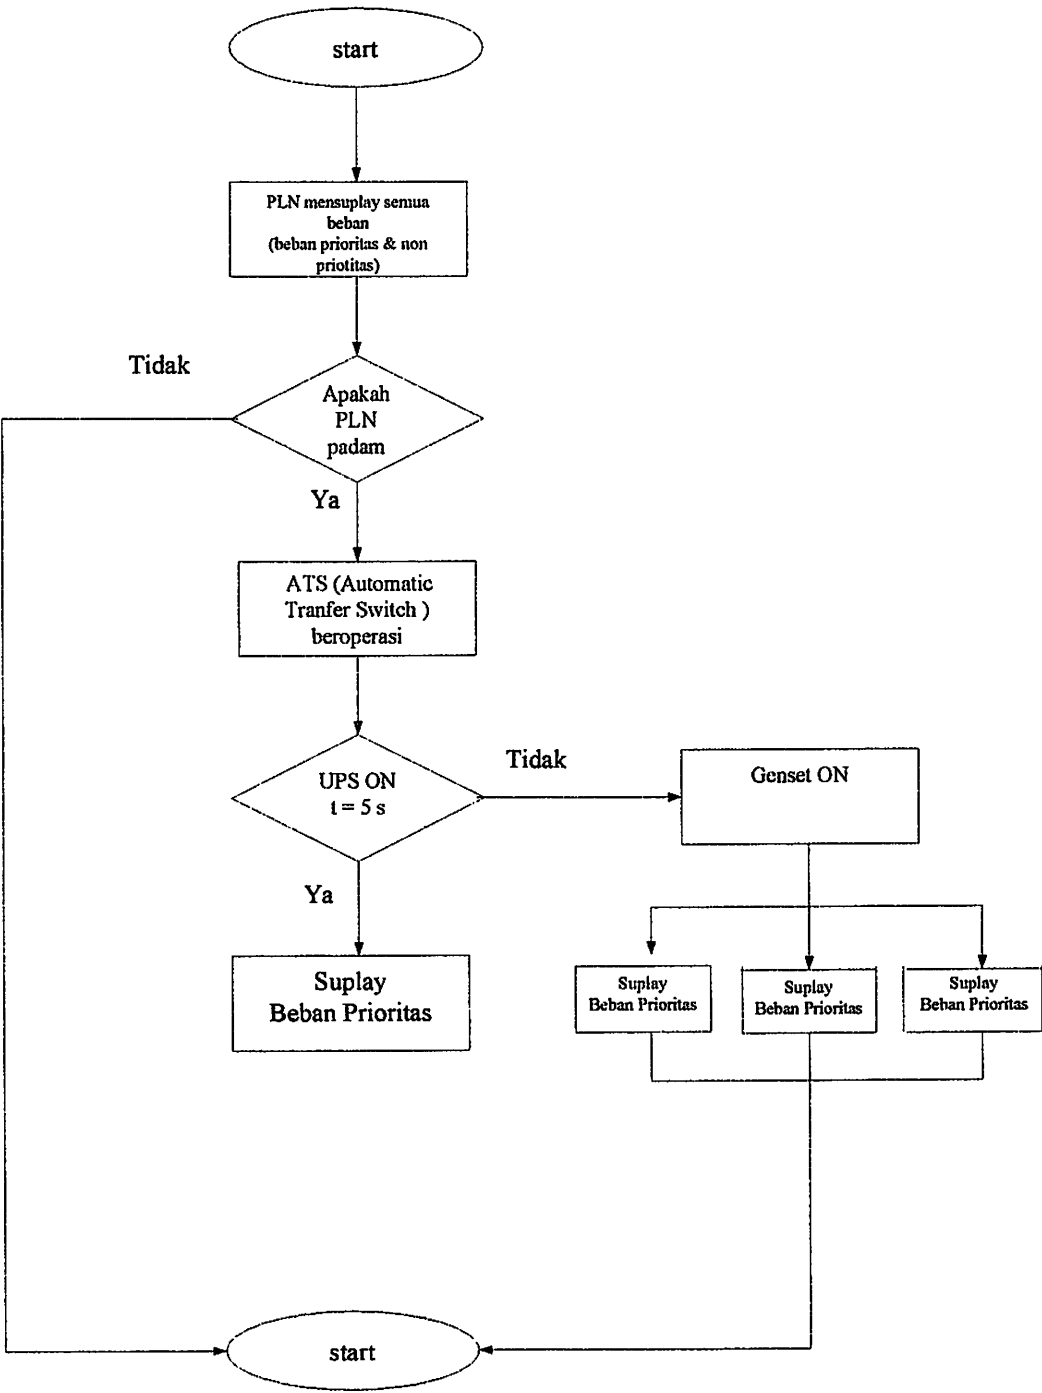 start
PLN mensuplay semua
beban
(beban prioritas & non
priotitas)
Tidak
Apakah
PLN
padam
Ya
ATS (Automatic
Tranfer Switch )
beroperasi
UPS ON
t = 5 s
Tidak
Genset ON
Ya
Suplay
Beban Prioritas
Suplay
Beban Prioritas
Suplay
Beban Prioritas
Suplay
Beban Prioritas
start